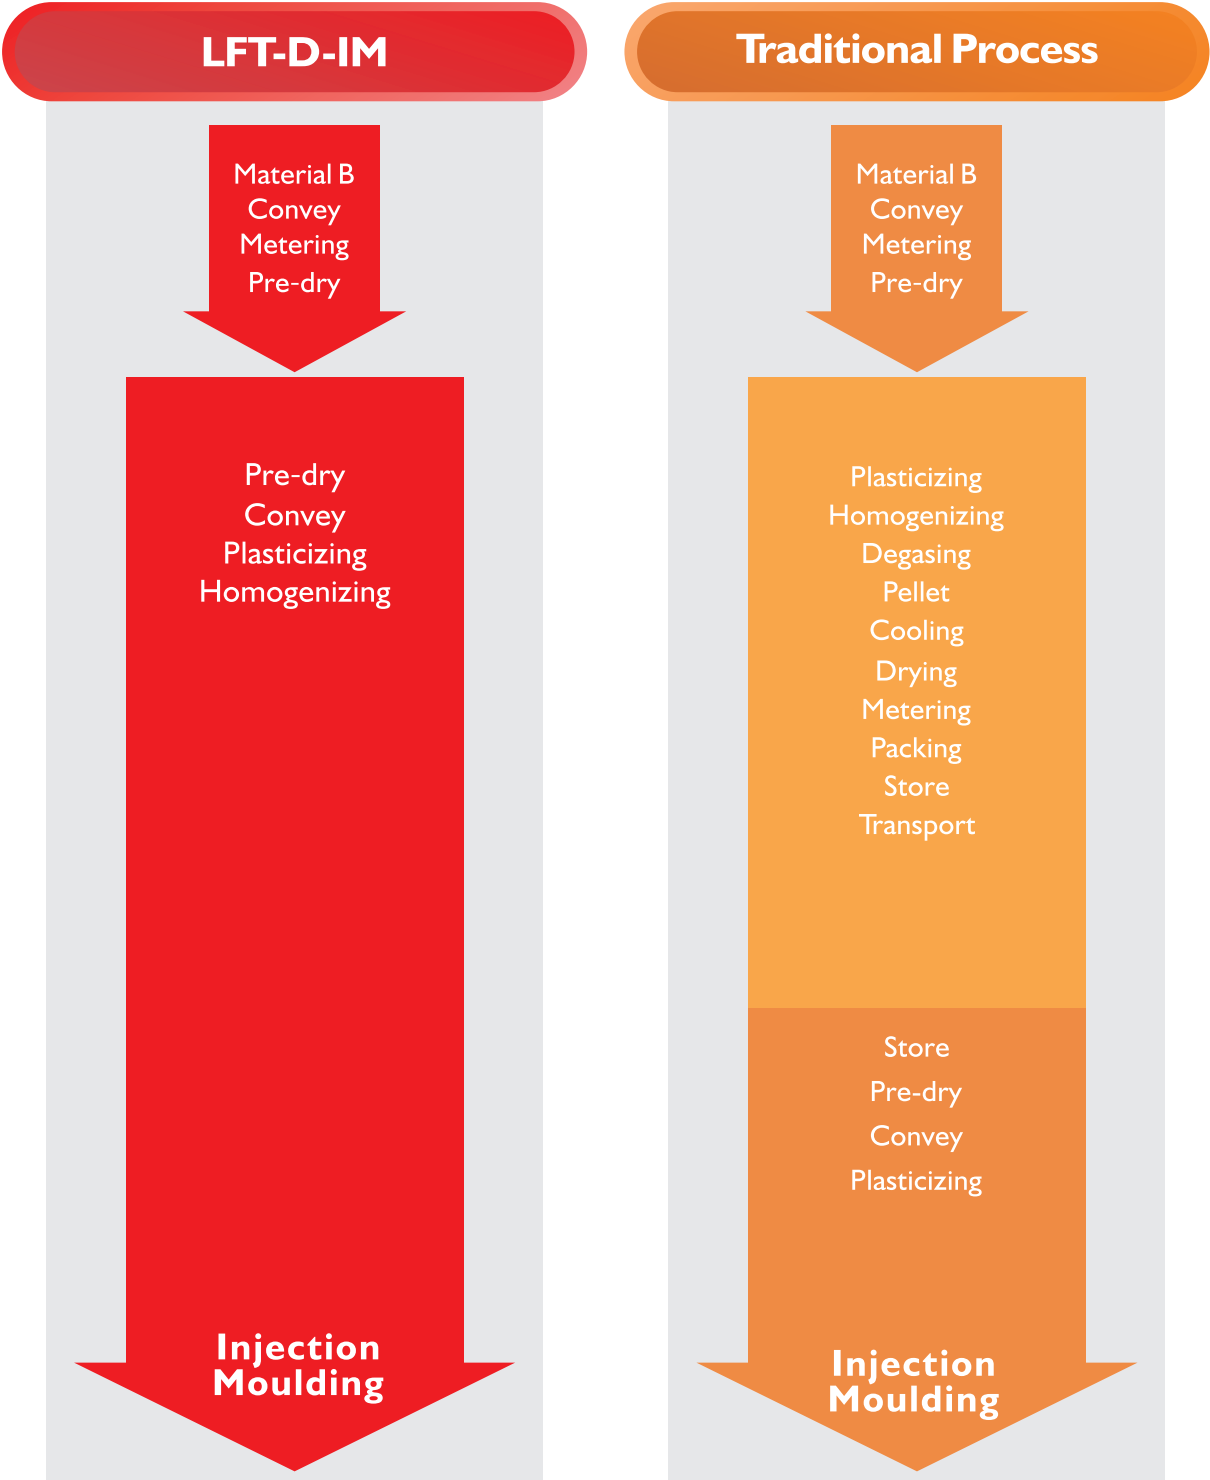 LFT-D-IM
Material B
Convey
Metering
Pre-dry
Pre-dry
Convey
Plasticizing
Homogenizing
Injection
Moulding
Traditional Process
Material B
Convey
Metering
Pre-dry
Plasticizing
Homogenizing
Degasing
Pellet
Cooling
Drying
Metering
Packing
Store
Transport
Store
Pre-dry
Convey
Plasticizing
Injection
Moulding